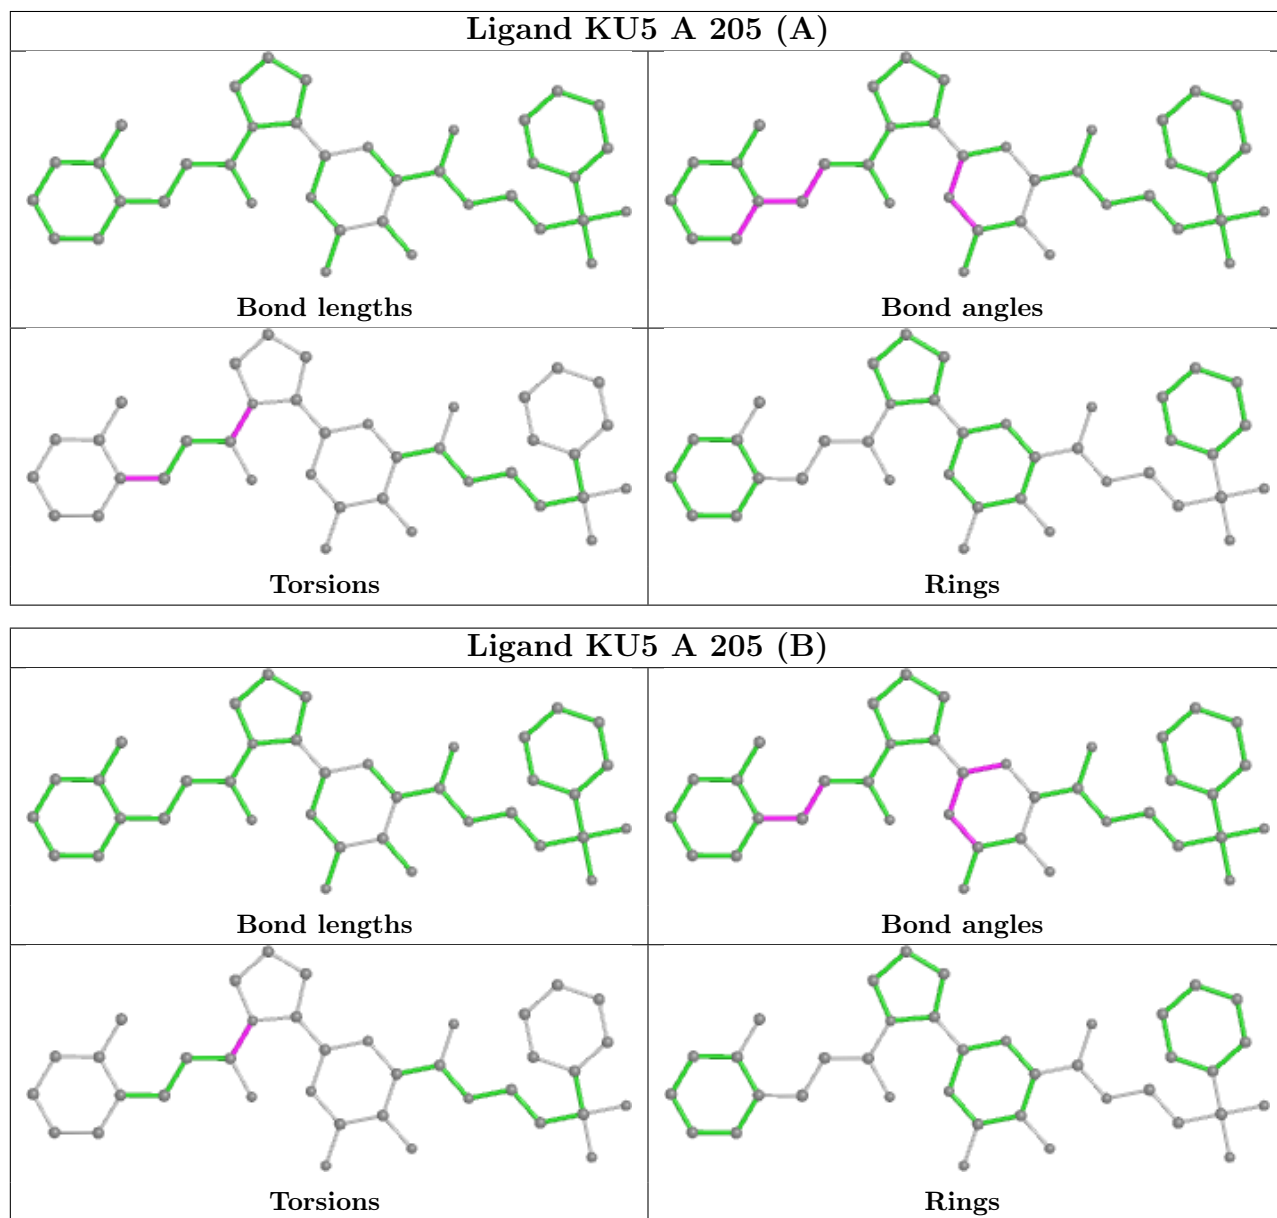 Ligand KU5 A 205 (A)
Bond lengths
Bond angles
Torsions
Rings
Ligand KU5 A 205 (B)
Bond lengths
Bond angles
Torsions
Rings